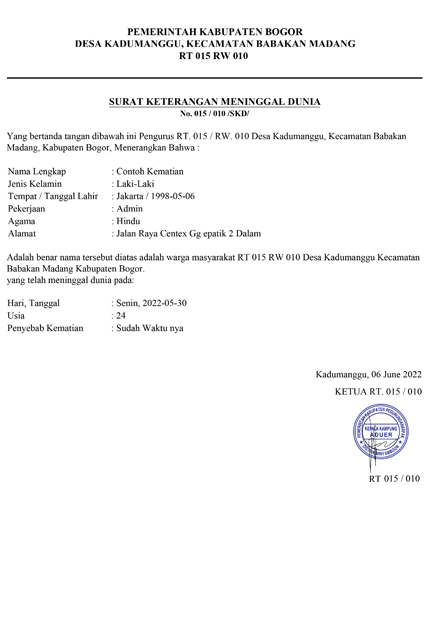 PEMERINTAH KABUPATEN BOGOR
DESA KADUMANGGU, KECAMATAN BABAKAN MADANG
RT 015 RW 010
SURAT KETERANGAN MENINGGAL DUNIA
No. 015 / 010 /SKD/
Yang bertanda tangan dibawah ini Pengurus RT. 015 / RW. 010 Desa Kadumanggu, Kecamatan Babakan
Madang, Kabupaten Bogor, Menerangkan Bahwa :
Nama Lengkap : Contoh Kematian
Jenis Kelamin : Laki-Laki
Tempat / Tanggal Lahir : Jakarta / 1998-05-06
Pekerjaan : Admin
Agama : Hindu
Alamat : Jalan Raya Centex Gg epatik 2 Dalam
Adalah benar nama tersebut diatas adalah warga masyarakat RT 015 RW 010 Desa Kadumanggu Kecamatan
Babakan Madang Kabupaten Bogor.
yang telah meninggal dunia pada:
Hari, Tanggal : Senin, 2022-05-30
Usia : 24
Penyebab Kematian : Sudah Waktu nya
Kadumanggu, 06 June 2022
KETUA RT. 015 / 010
KEPALA KAMPUNG
ADUER
RT 015 / 010